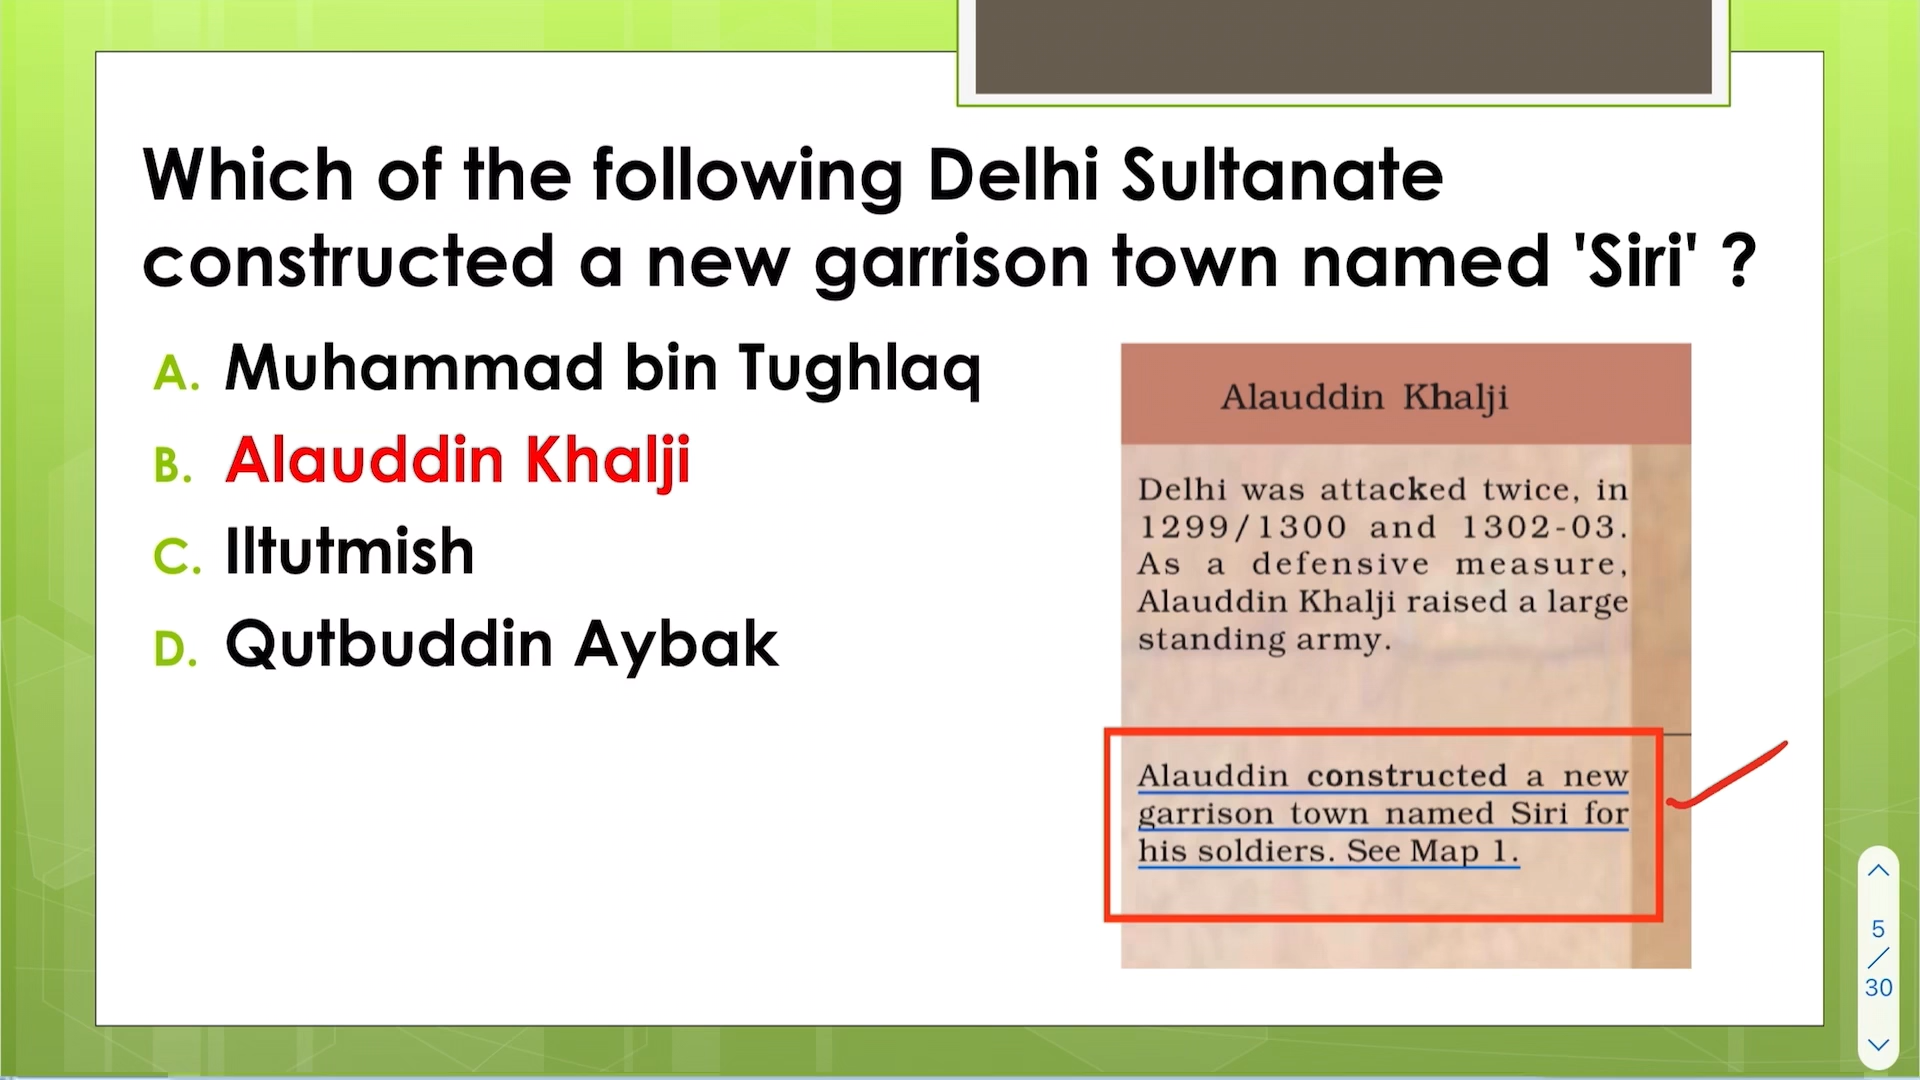 Which of the following Delhi Sultanate
constructed a new garrison town named 'Siri' ?
A. Muhammad bin Tughlaq
B. Alauddin Khalji
C. Iltutmish
D. Qutbuddin Aybak
Alauddin Khalji
Delhi was attacked twice, in
1299/1300 and 1302-03.
As a defensive measure,
Alauddin Khalji raised a large
standing army.
Alauddin constructed a new
garrison town named Siri for
his soldiers. See Map 1.
5
/
30